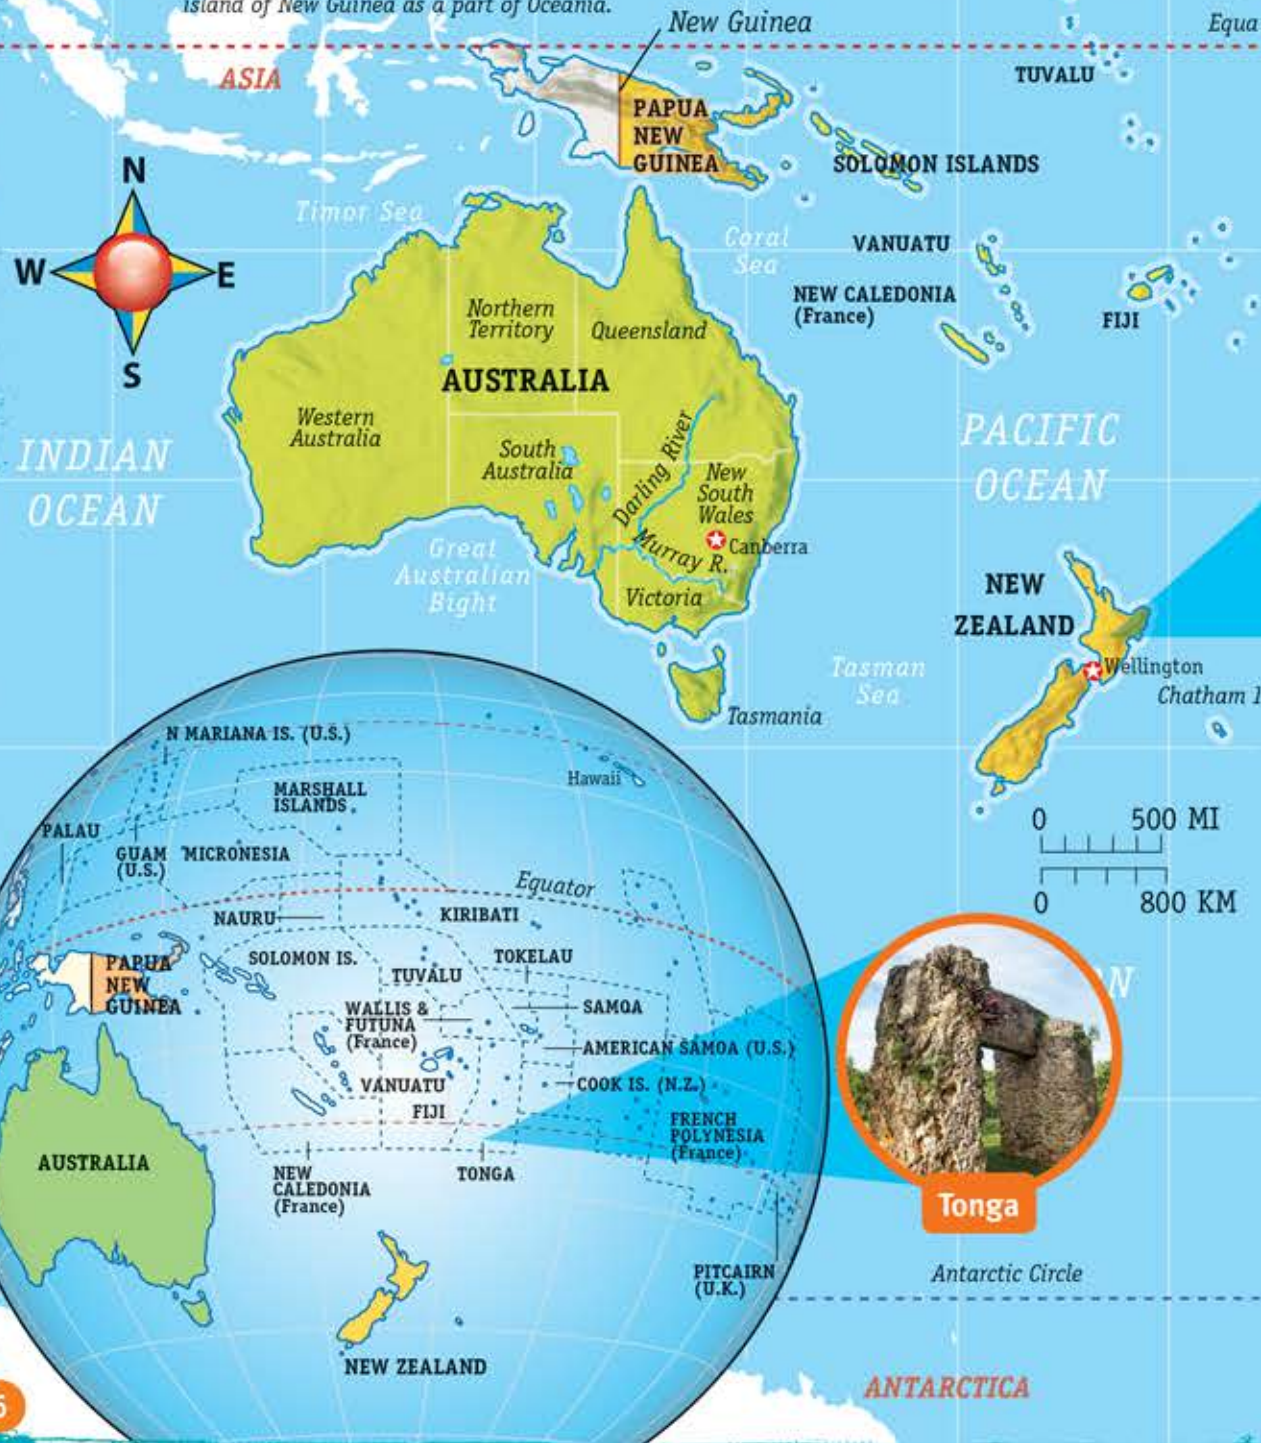 island of New Guinea as a part of Oceania.
New Guinea
Equa
ASIA
TUVALU
PAPUA
NEW
GUINEA
SOLOMON ISLANDS
N
W
E
S
Timor Sea
Coral
Sea
VANUATU
NEW CALEDONIA
(France)
FIJI
Northern
Territory
Queensland
AUSTRALIA
Western
Australia
South
Australia
Darling River
New
South
Wales
Murray R.
Canberra
Victoria
INDIAN
OCEAN
PACIFIC
OCEAN
Great
Australian
Bight
NEW
ZEALAND
Wellington
Chatham I
Tasman
Sea
Tasmania
0 500 MI
0 800 KM
N MARIANA IS. (U.S.)
Hawaii
MARSHALL
ISLANDS
PALAU
GUAM
(U.S.)
MICRONESIA
Equator
NAURU
KIRIBATI
SOLOMON IS.
TOKELAU
PAPUA
NEW
GUINEA
TUVALU
WALLIS &
FUTUNA
(France)
SAMOA
AMERICAN SAMOA (U.S.)
VANUATU
COOK IS. (N.Z.)
FIJI
FRENCH
POLYNESIA
(France)
AUSTRALIA
NEW
CALEDONIA
(France)
TONGA
PITCAIRN
(U.K.)
NEW ZEALAND
N
Tonga
Antarctic Circle
ANTARCTICA